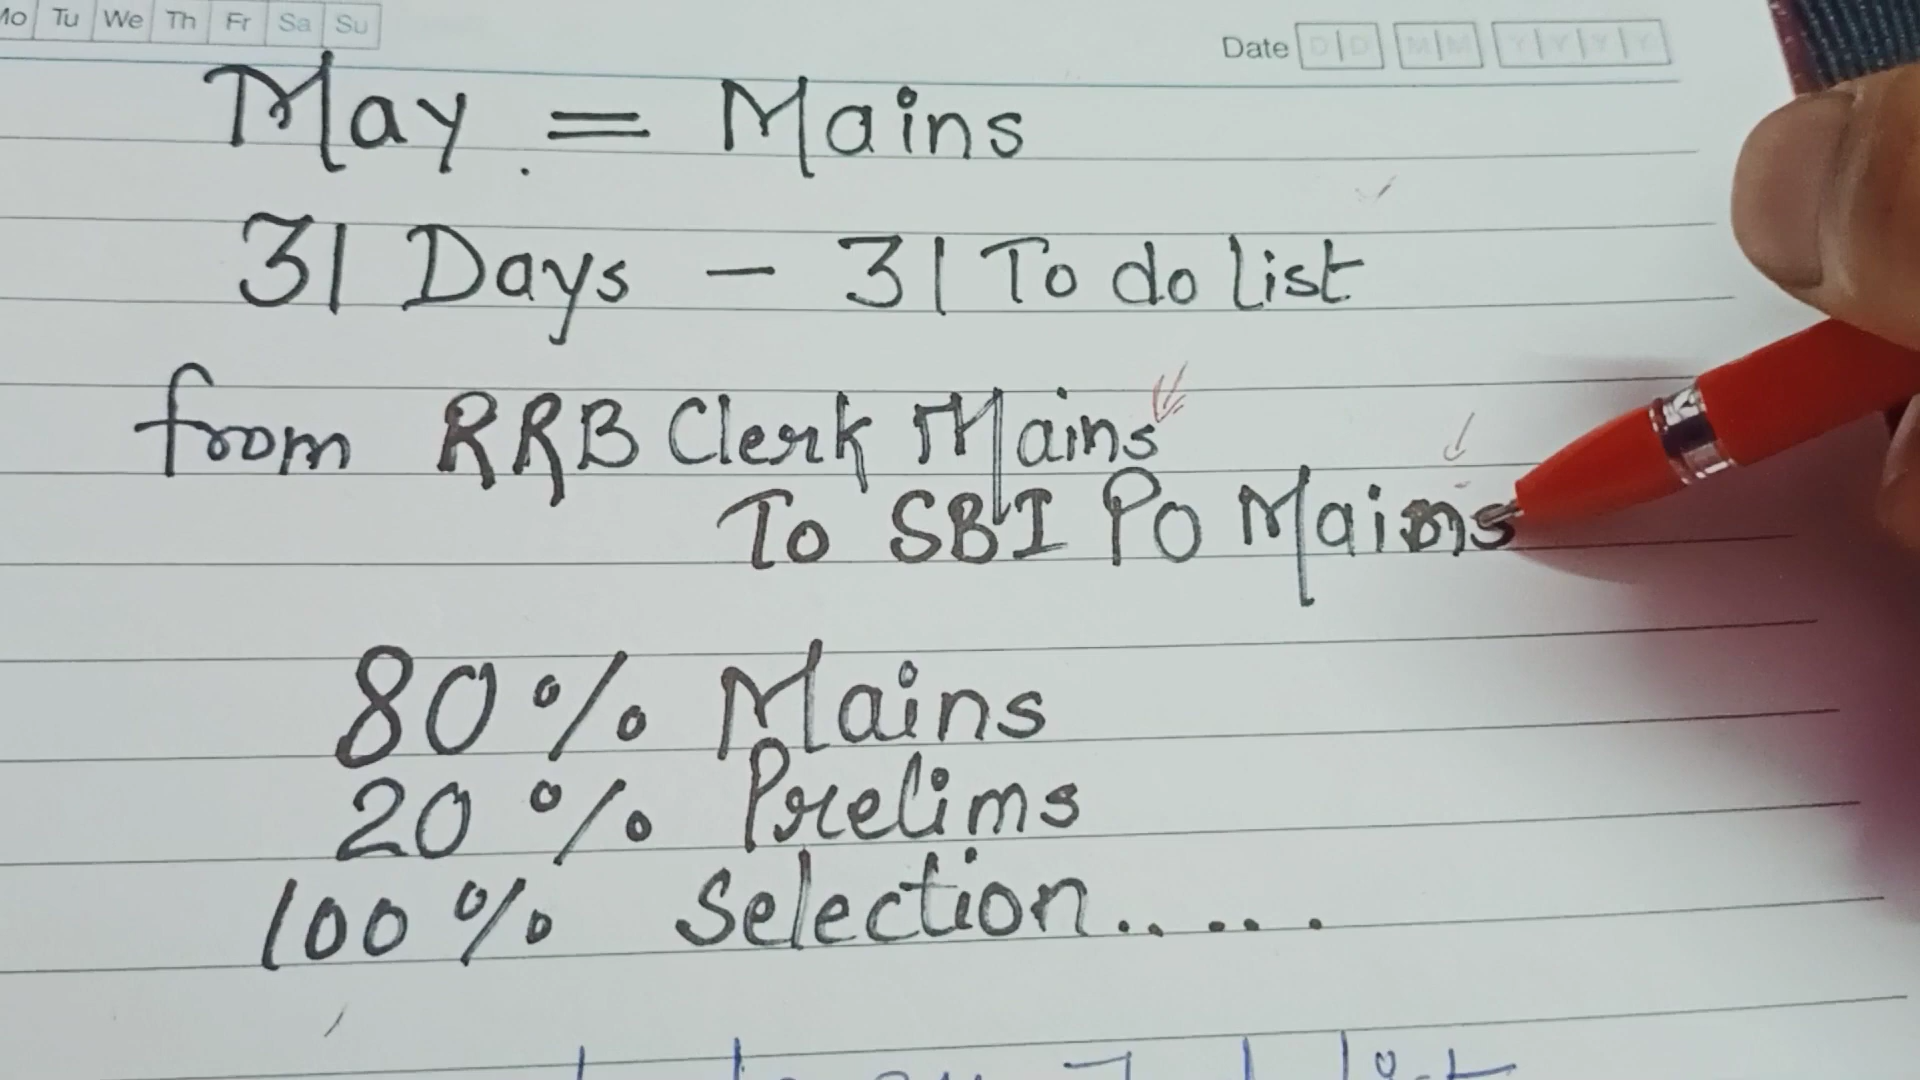 Mo Tu We Th Fr Sa Su
Date D D M M Y Y Y Y
May = Mains
31 Days - 31 To do list
from RRB Clerk Mains
To SBI PO Mains
80% Mains
20% Prelims
100% Selection......